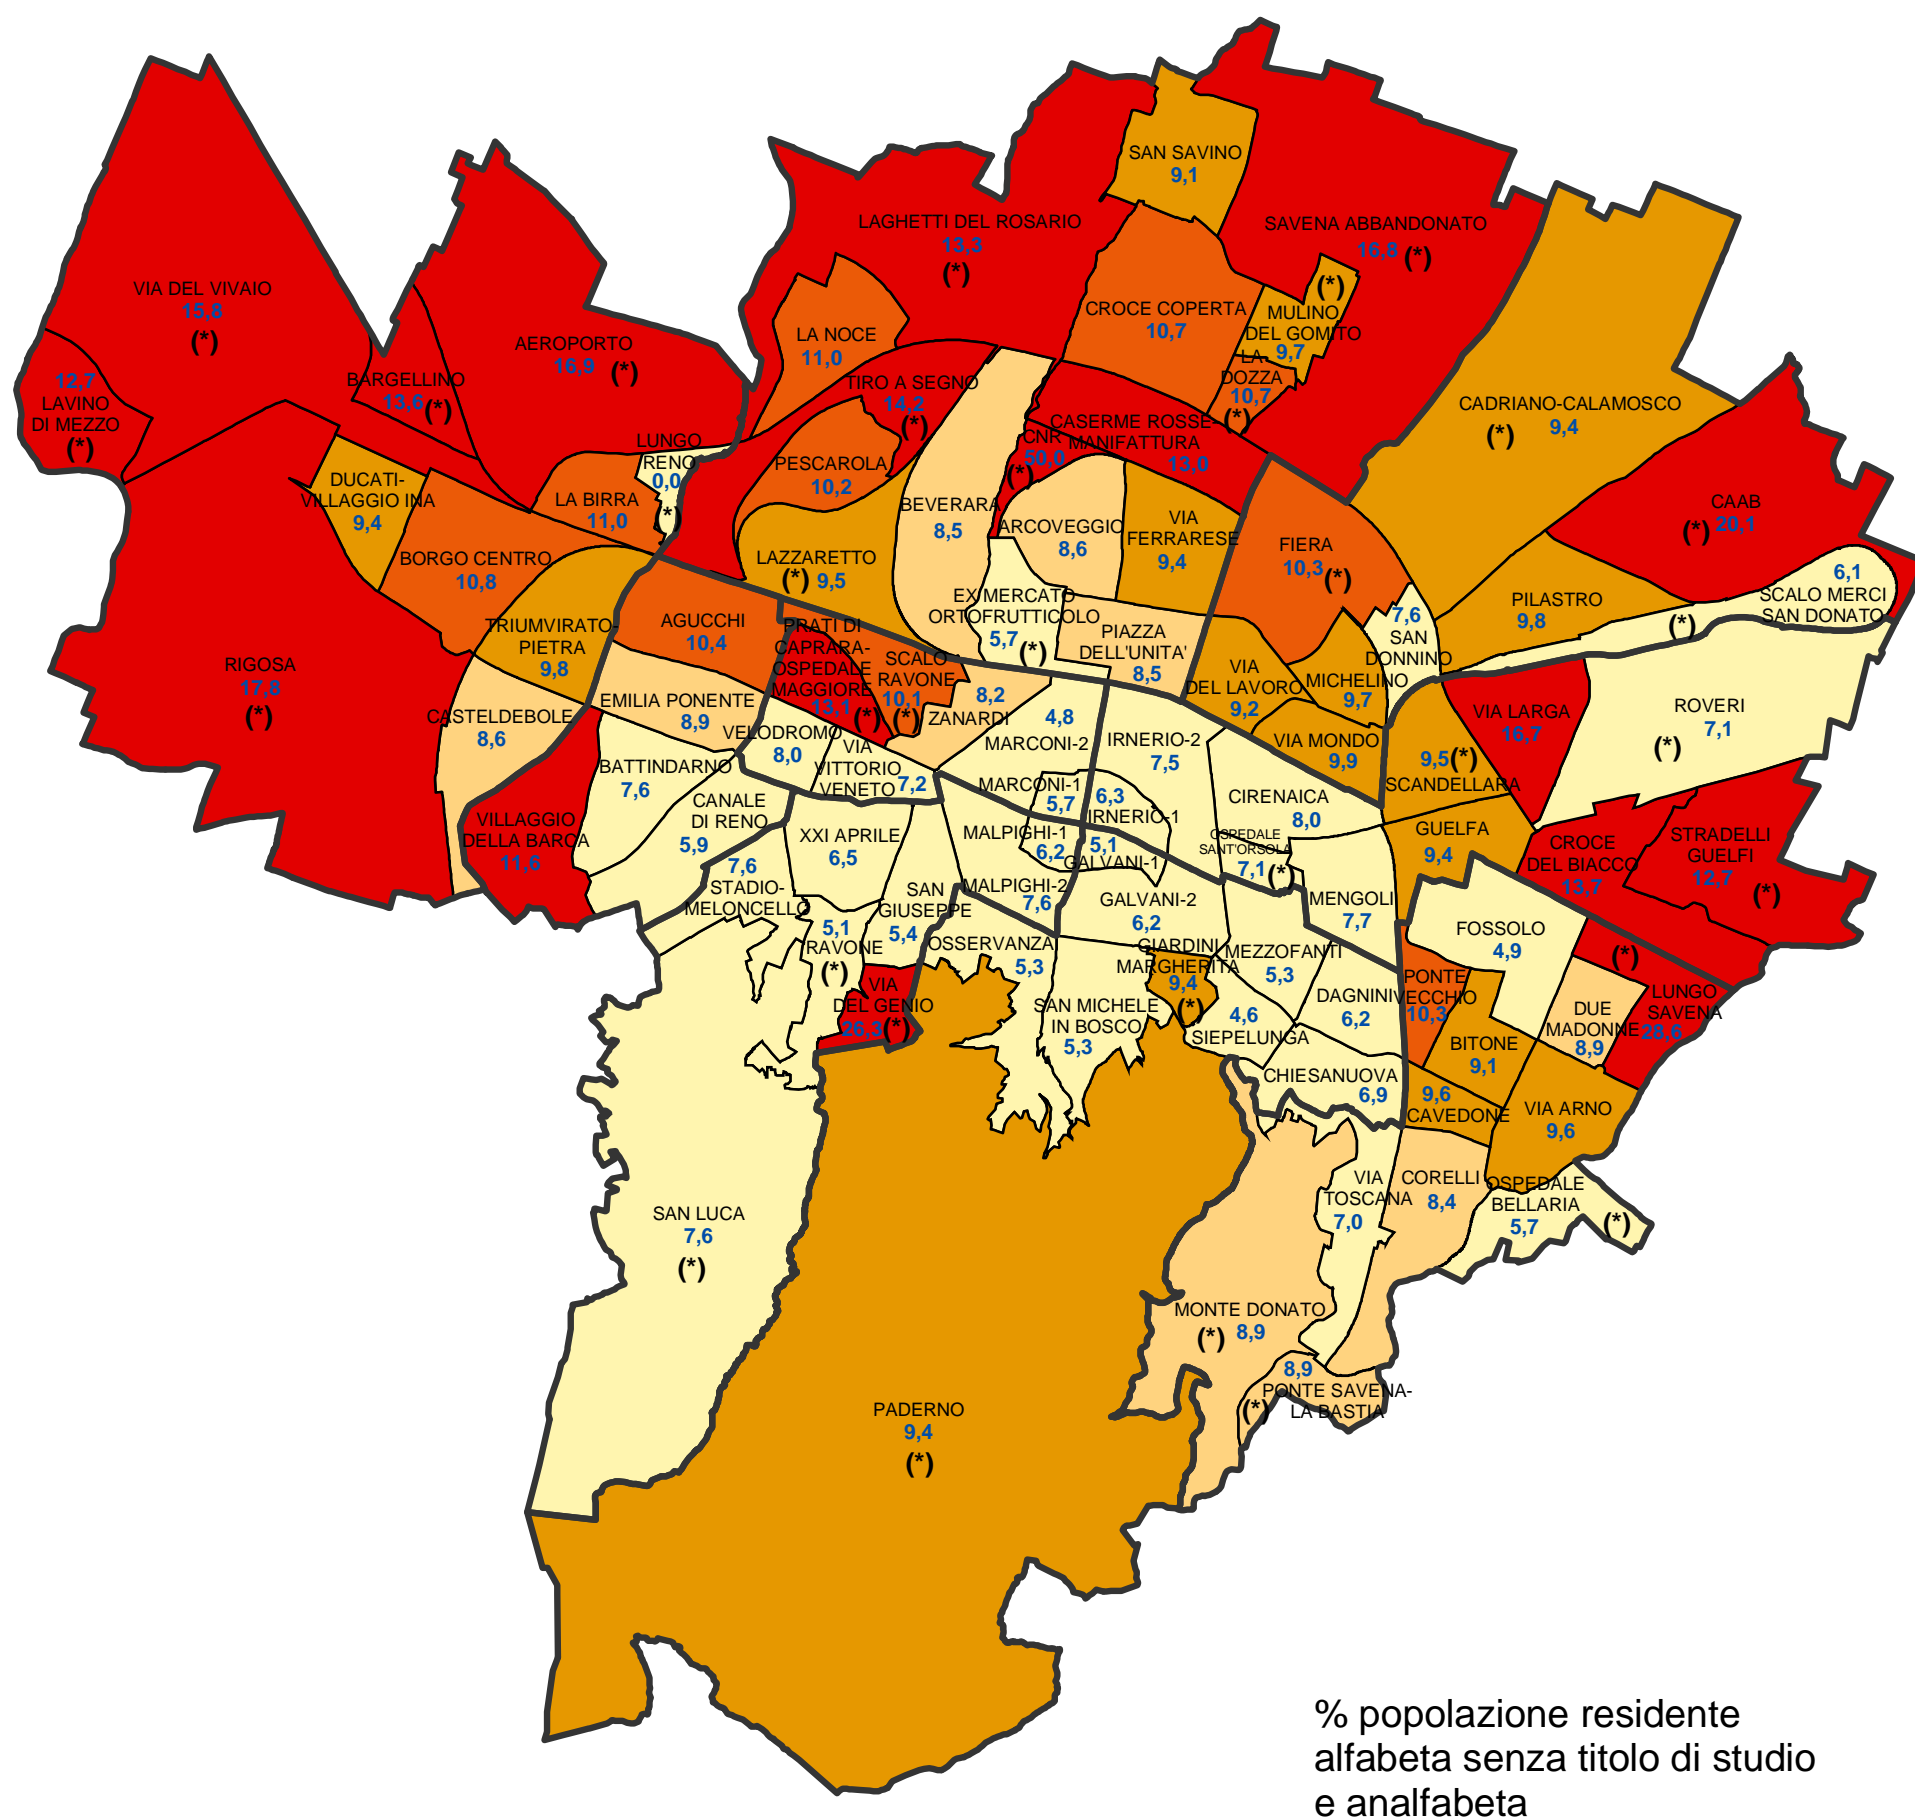 SAN SAVINO
9,1
LAGHETTI DEL ROSARIO
13,3
(*)
SAVENA ABBANDONATO
16,8 (*)
VIA DEL VIVAIO
15,8
(*)
AEROPORTO
16,9 (*)
LA NOCE
11,0
CROCE COPERTA
10,7
(*)
MULINO
DEL GOMITO
9,7
LA
DOZZA
10,7
(*)
12,7
LAVINO
DI MEZZO
(*)
BARGELLINO
13,6 (*)
TIRO A SEGNO
14,2
(*)
CADRIANO-CALAMOSCO
(*) 9,4
CASERME ROSSE-
MANIFATTURA
13,0
CNR
50,0
(*)
LUNGO
RENO
0,0
(*)
PESCAROLA
10,2
DUCATI-
VILLAGGIO INA
9,4
LA BIRRA
11,0
BEVERARA
8,5
ARCOVEGGIO
8,6
VIA
FERRARESE
9,4
FIERA
10,3 (*)
CAAB
(*) 20,1
BORGO CENTRO
10,8
LAZZARETTO
(*) 9,5
6,1
SCALO MERCI
SAN DONATO
(*)
EX MERCATO
ORTOFRUTTICOLO
5,7 (*)
PILASTRO
9,8
7,6
SAN
DONNINO
TRIUMVIRATO-
PIETRA
9,8
AGUCCHI
10,4
PRATI DI
CAPRARA-
OSPEDALE
MAGGIORE
13,1 (*)
SCALO
RAVONE
10,1
(*)
PIAZZA
DELL'UNITA'
8,5
RIGOSA
17,8
(*)
VIA
DEL LAVORO
9,2
MICHELINO
9,7
EMILIA PONENTE
8,9
8,2
ZANARDI
CASTELDEBOLE
8,6
VELODROMO
8,0
VIA
VITTORIO
VENETO 7,2
4,8
MARCONI-2
IRNERIO-2
7,5
VIA MONDO
9,9
VIA LARGA
16,7
ROVERI
7,1
(*)
9,5 (*)
SCANDELLARA
BATTINDARNO
7,6
MARCONI-1
5,7
6,3
IRNERIO-1
CIRENAICA
8,0
CANALE
DI RENO
5,9
VILLAGGIO
DELLA BARCA
11,6
XXI APRILE
6,5
MALPIGHI-1
6,2
5,1
GALVANI-1
OSPEDALE
SANT'ORSOLA
7,1 (*)
GUELFA
9,4
CROCE
DEL BIACCO
13,7
STRADELLI
GUELFI
12,7
(*)
7,6
STADIO-
MELONCELLO
SAN
GIUSEPPE
5,4
MALPIGHI-2
7,6
GALVANI-2
6,2
MENGOLI
7,7
FOSSOLO
4,9
5,1
RAVONE
(*)
OSSERVANZA
5,3
GIARDINI
MARGHERITA
9,4
(*)
MEZZOFANTI
5,3
(*)
LUNGO
SAVENA
28,6
VIA
DEL GENIO
26,3 (*)
SAN MICHELE
IN BOSCO
5,3
DAGNINI
6,2
PONTE
VECCHIO
10,3
DUE
MADONNE
8,9
4,6
SIEPELUNGA
BITONE
9,1
CHIESANUOVA
6,9
9,6
CAVEDONE
VIA ARNO
9,6
VIA
TOSCANA
7,0
CORELLI
8,4
OSPEDALE
BELLARIA
5,7 (*)
SAN LUCA
7,6
(*)
MONTE DONATO
(*) 8,9
8,9
PONTE SAVENA-
LA BASTIA
(*)
PADERNO
9,4
(*)
% popolazione residente
alfabeta senza titolo di studio
e analfabeta